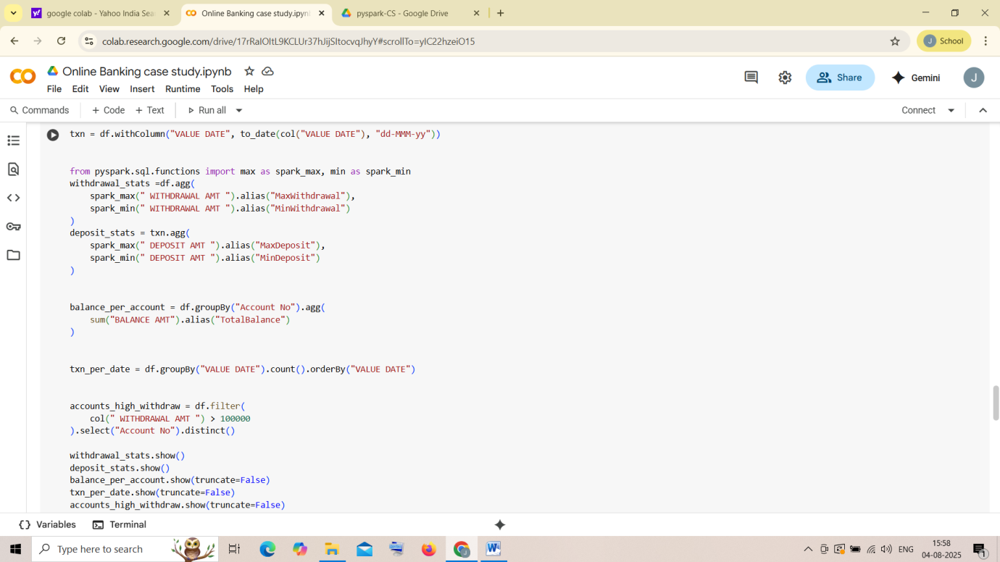 google colab - Yahoo India Sea
Online Banking case study.ipyn
pyspark-CS - Google Drive
colab.research.google.com/drive/17rRaIOItL9KCLUr37hJijSItocvqJhyY#scrollTo=yIC22hzeiO15
J School
Online Banking case study.ipynb
Share
Gemini
J
File Edit View Insert Runtime Tools Help
Commands + Code + Text Run all
Connect
txn = df.withColumn("VALUE DATE", to_date(col("VALUE DATE"), "dd-MMM-yy"))
from pyspark.sql.functions import max as spark_max, min as spark_min
withdrawal_stats =df.agg(
spark_max(" WITHDRAWAL AMT ").alias("MaxWithdrawal"),
spark_min(" WITHDRAWAL AMT ").alias("MinWithdrawal")
)
deposit_stats = txn.agg(
spark_max(" DEPOSIT AMT ").alias("MaxDeposit"),
spark_min(" DEPOSIT AMT ").alias("MinDeposit")
)
balance_per_account = df.groupBy("Account No").agg(
sum("BALANCE AMT").alias("TotalBalance")
)
txn_per_date = df.groupBy("VALUE DATE").count().orderBy("VALUE DATE")
accounts_high_withdraw = df.filter(
col(" WITHDRAWAL AMT ") > 100000
).select("Account No").distinct()
withdrawal_stats.show()
deposit_stats.show()
balance_per_account.show(truncate=False)
txn_per_date.show(truncate=False)
accounts_high_withdraw.show(truncate=False)
{} Variables Terminal
Type here to search
ENG
15:58
04-08-2025
1